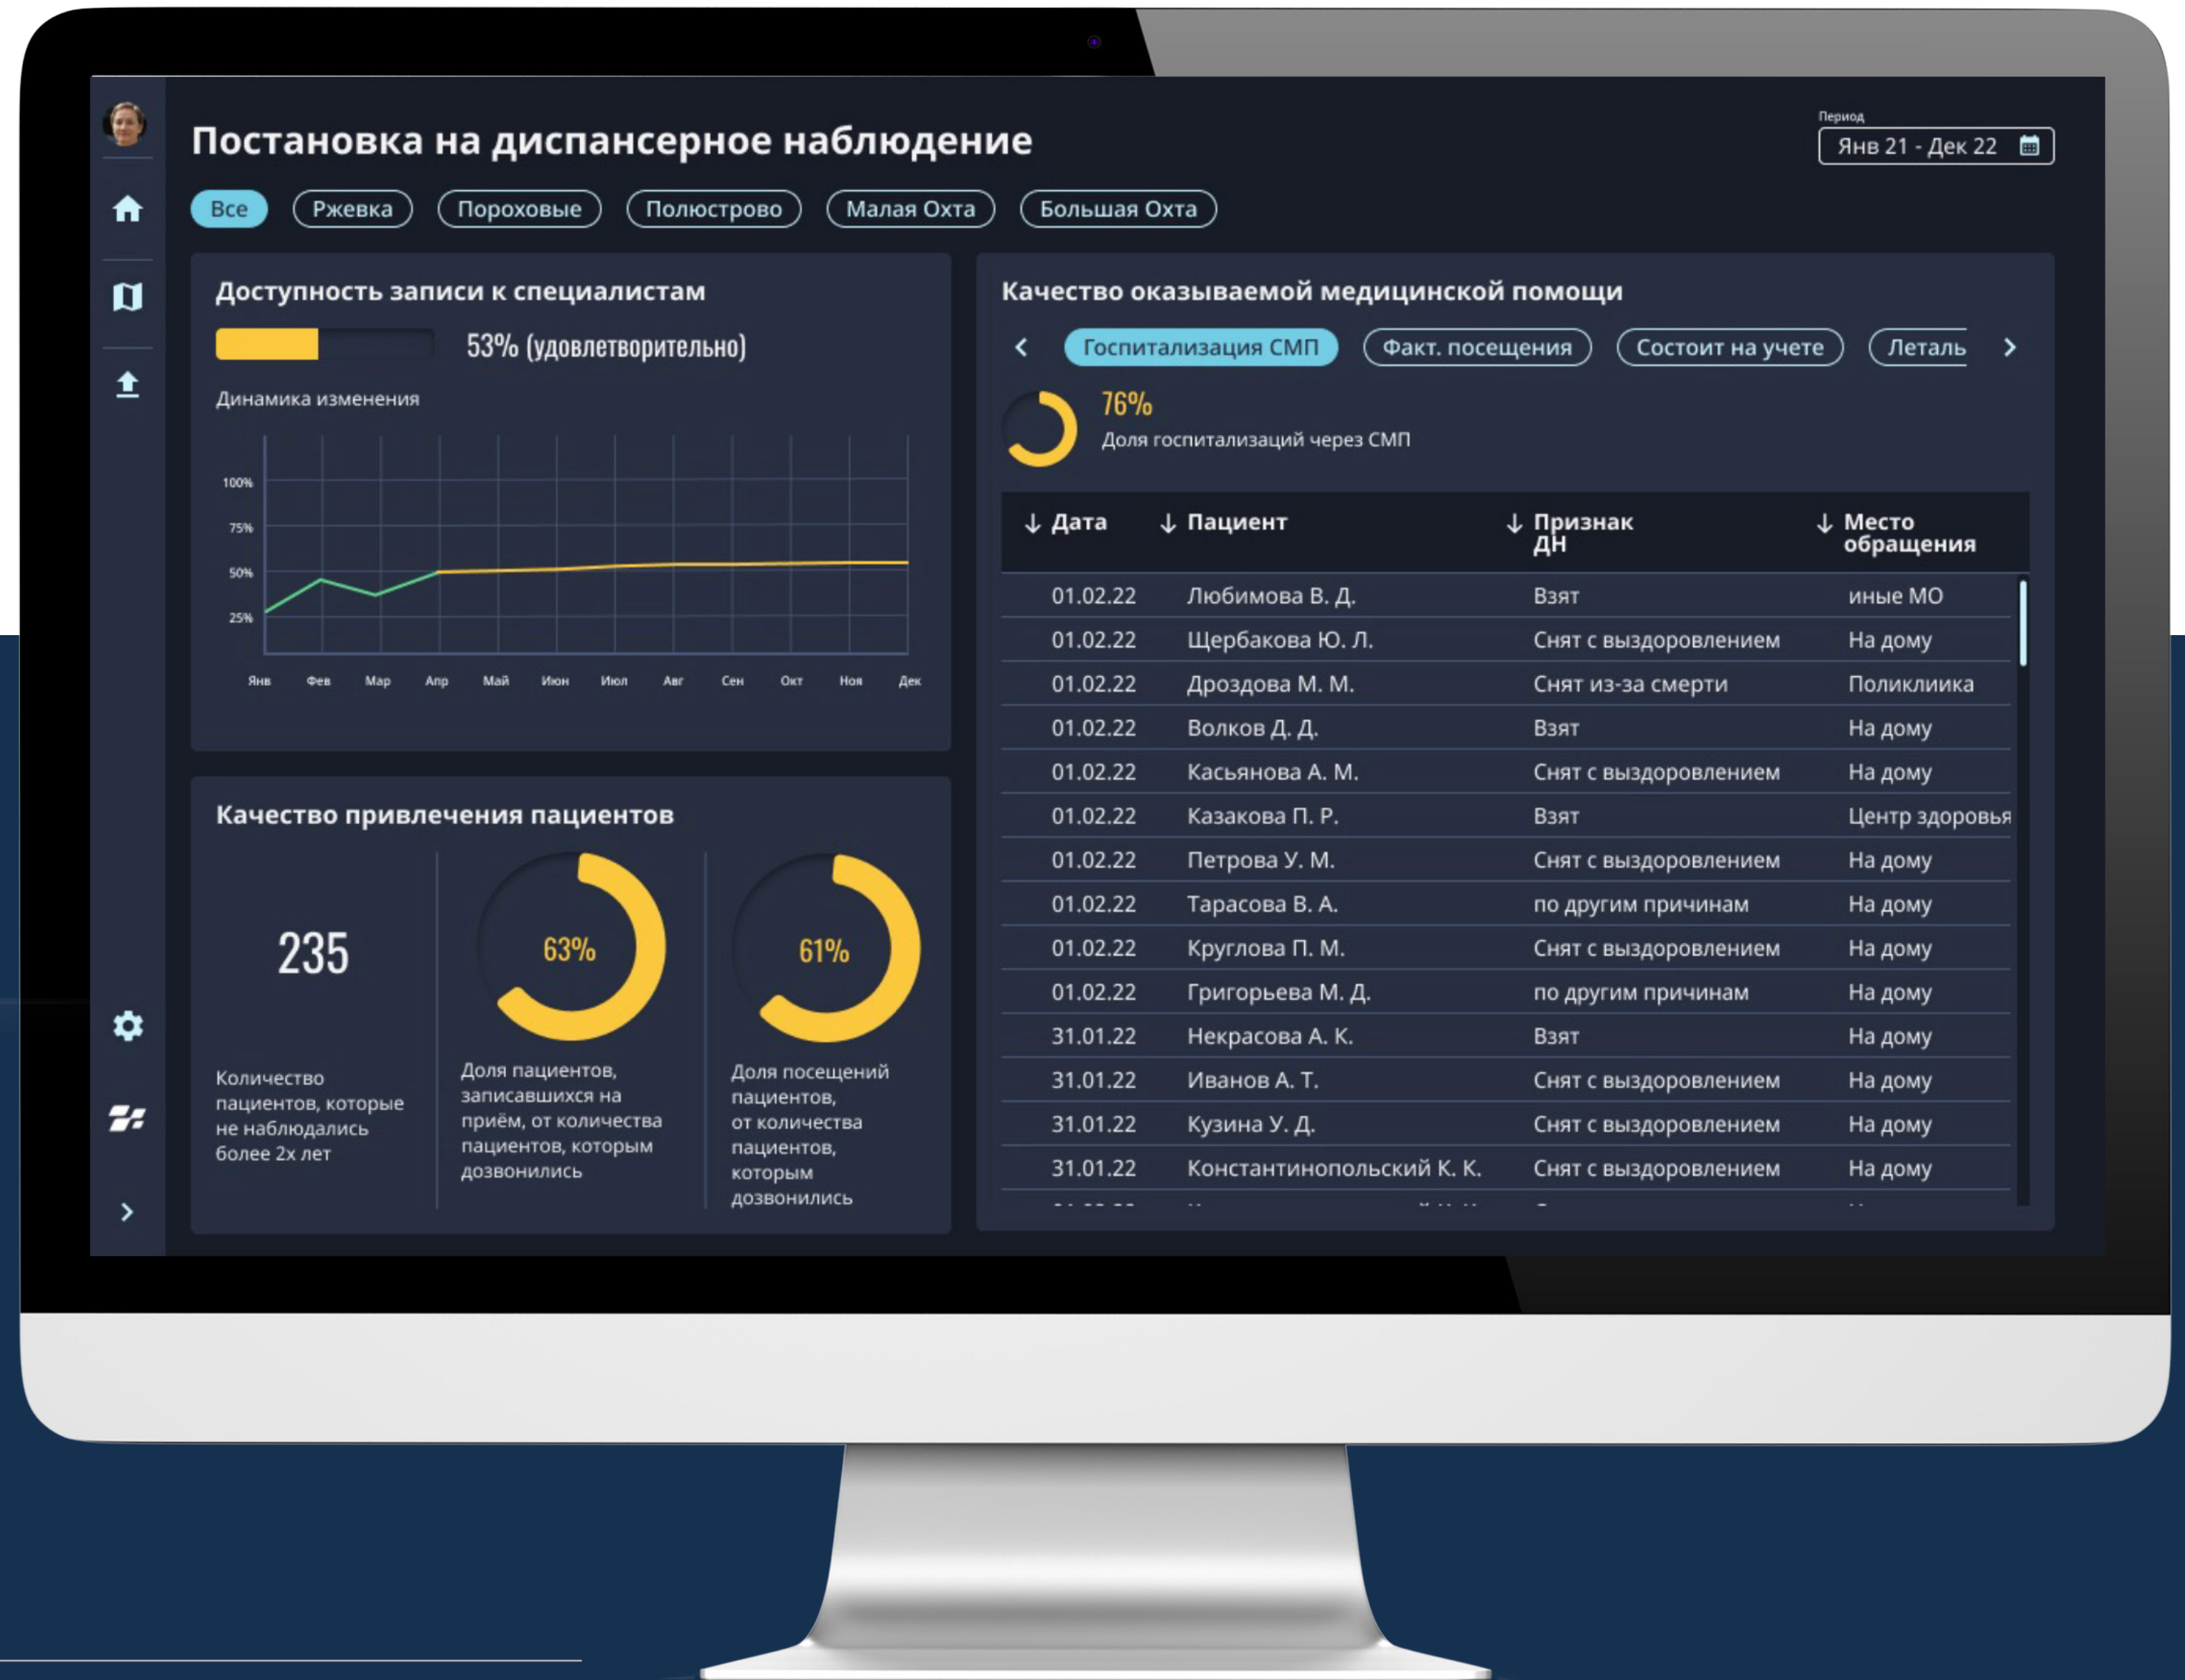 Постановка на диспансерное наблюдение
Период
Янв 21 - Дек 22
Все
Ржевка
Пороховые
Полюстрово
Малая Охта
Большая Охта
Доступность записи к специалистам
53% (удовлетворительно)
Динамика изменения
100%
75%
50%
25%
Янв Фев Мар Апр Май Июн Июл Авг Сен Окт Ноя Дек
Качество привлечения пациентов
235
Количество
пациентов, которые
не наблюдались
более 2х лет
63%
Доля пациентов,
записавшихся на
приём, от количества
пациентов, которым
дозвонились
61%
Доля посещений
пациентов,
от количества
пациентов,
которым
дозвонились
Качество оказываемой медицинской помощи
Госпитализация СМП
Факт. посещения
Состоит на учете
Леталь
76%
Доля госпитализаций через СМП
Дата Пациент Признак ДН Место обращения
01.02.22 Любимова В. Д. Взят иные МО
01.02.22 Щербакова Ю. Л. Снят с выздоровлением На дому
01.02.22 Дроздова М. М. Снят из-за смерти Поликлиика
01.02.22 Волков Д. Д. Взят На дому
01.02.22 Касьянова А. М. Снят с выздоровлением На дому
01.02.22 Казакова П. Р. Взят Центр здоровья
01.02.22 Петрова У. М. Снят с выздоровлением На дому
01.02.22 Тарасова В. А. по другим причинам На дому
01.02.22 Круглова П. М. Снят с выздоровлением На дому
01.02.22 Григорьева М. Д. по другим причинам На дому
31.01.22 Некрасова А. К. Взят На дому
31.01.22 Иванов А. Т. Снят с выздоровлением На дому
31.01.22 Кузина У. Д. Снят с выздоровлением На дому
31.01.22 Константинопольский К. К. Снят с выздоровлением На дому